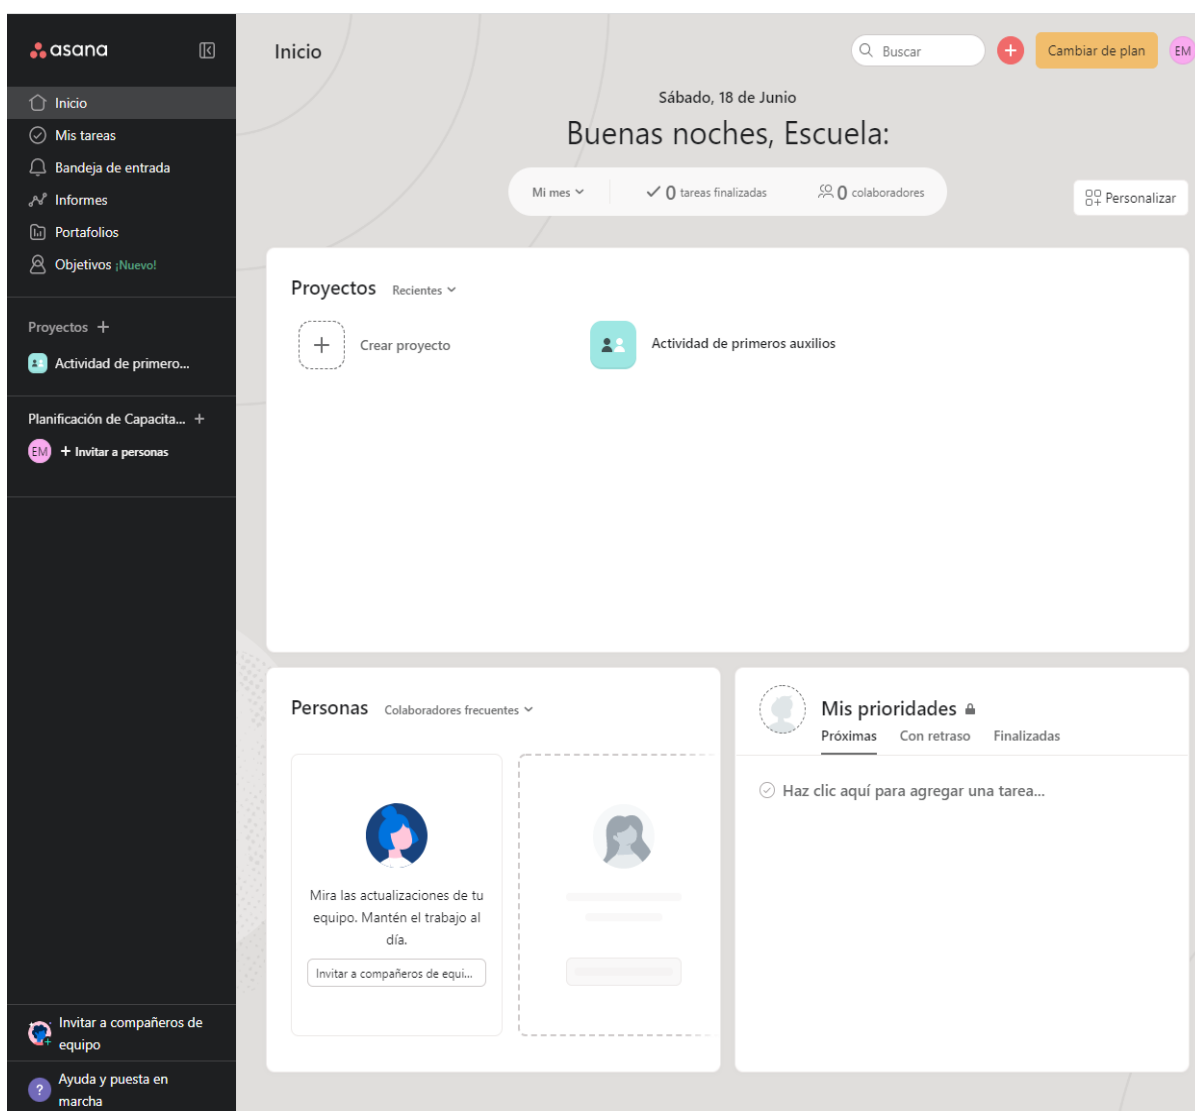 asana
Inicio
Mis tareas
Bandeja de entrada
Informes
Portafolios
Objetivos ¡Nuevo!
Proyectos +
Actividad de primero...
Planificación de Capacita... +
EM + Invitar a personas
Invitar a compañeros de
equipo
? Ayuda y puesta en
marcha
Inicio
Buscar
+
Cambiar de plan
EM
Sábado, 18 de Junio
Buenas noches, Escuela:
Mi mes
0 tareas finalizadas
0 colaboradores
Personalizar
Proyectos Recientes
+ Crear proyecto
Actividad de primeros auxilios
Personas Colaboradores frecuentes
Mira las actualizaciones de tu
equipo. Mantén el trabajo al
día.
Invitar a compañeros de equi...
Mis prioridades
Próximas Con retraso Finalizadas
Haz clic aquí para agregar una tarea...